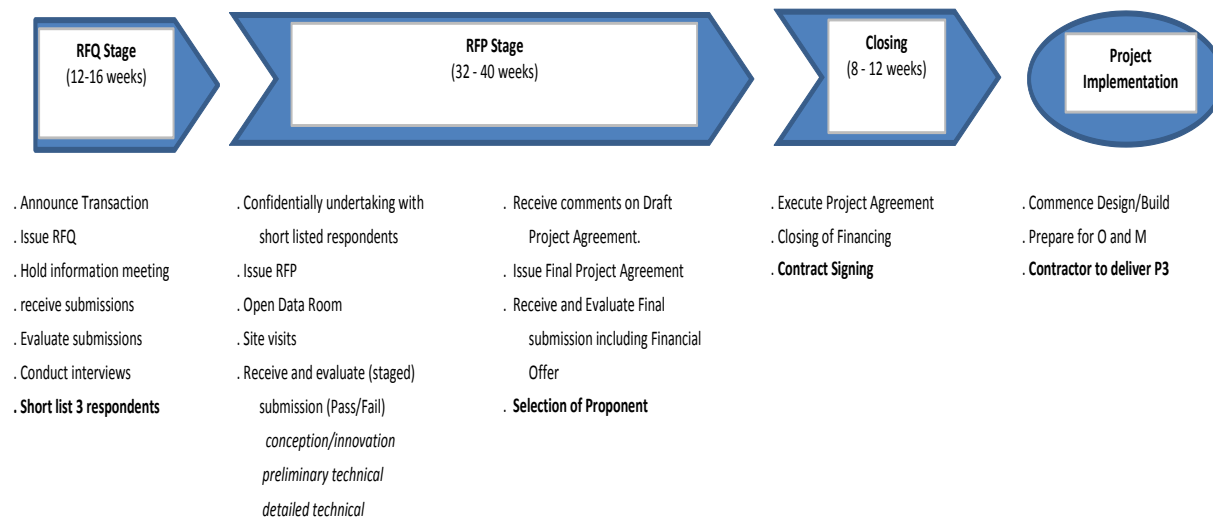 RFQ Stage
(12-16 weeks)
RFP Stage
(32 - 40 weeks)
Closing
(8 - 12 weeks)
Project
Implementation
. Announce Transaction
. Issue RFQ
. Hold information meeting
. receive submissions
. Evaluate submissions
. Conduct interviews
. Short list 3 respondents
. Confidentially undertaking with
short listed respondents
. Issue RFP
. Open Data Room
. Site visits
. Receive and evaluate (staged)
submission (Pass/Fail)
conception/innovation
preliminary technical
detailed technical
. Receive comments on Draft
Project Agreement.
. Issue Final Project Agreement
. Receive and Evaluate Final
submission including Financial
Offer
. Selection of Proponent
. Execute Project Agreement
. Closing of Financing
. Contract Signing
. Commence Design/Build
. Prepare for O and M
. Contractor to deliver P3